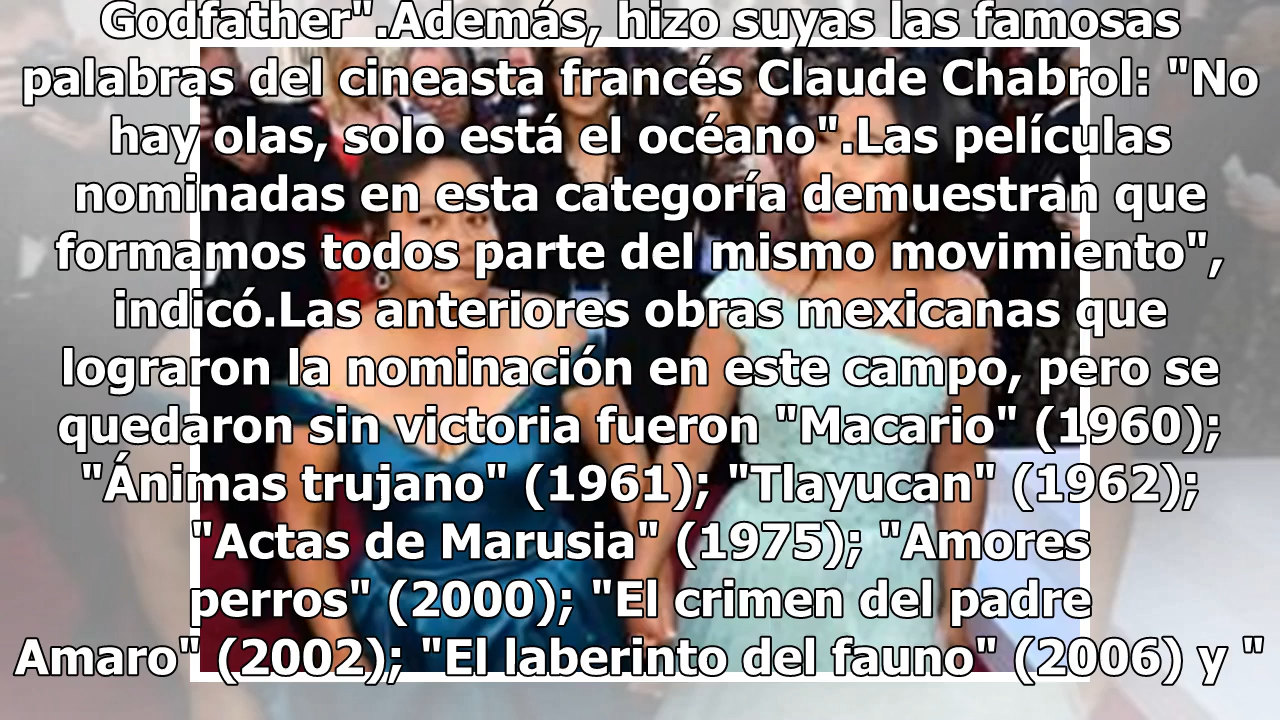 Godfather".Además, hizo suyas las famosas
palabras del cineasta francés Claude Chabrol: "No
hay olas, solo está el océano".Las películas
nominadas en esta categoría demuestran que
formamos todos parte del mismo movimiento",
indicó.Las anteriores obras mexicanas que
lograron la nominación en este campo, pero se
quedaron sin victoria fueron "Macario" (1960);
"Ánimas trujano" (1961); "Tlayucan" (1962);
"Actas de Marusia" (1975); "Amores
perros" (2000); "El crimen del padre
Amaro" (2002); "El laberinto del fauno" (2006) y "